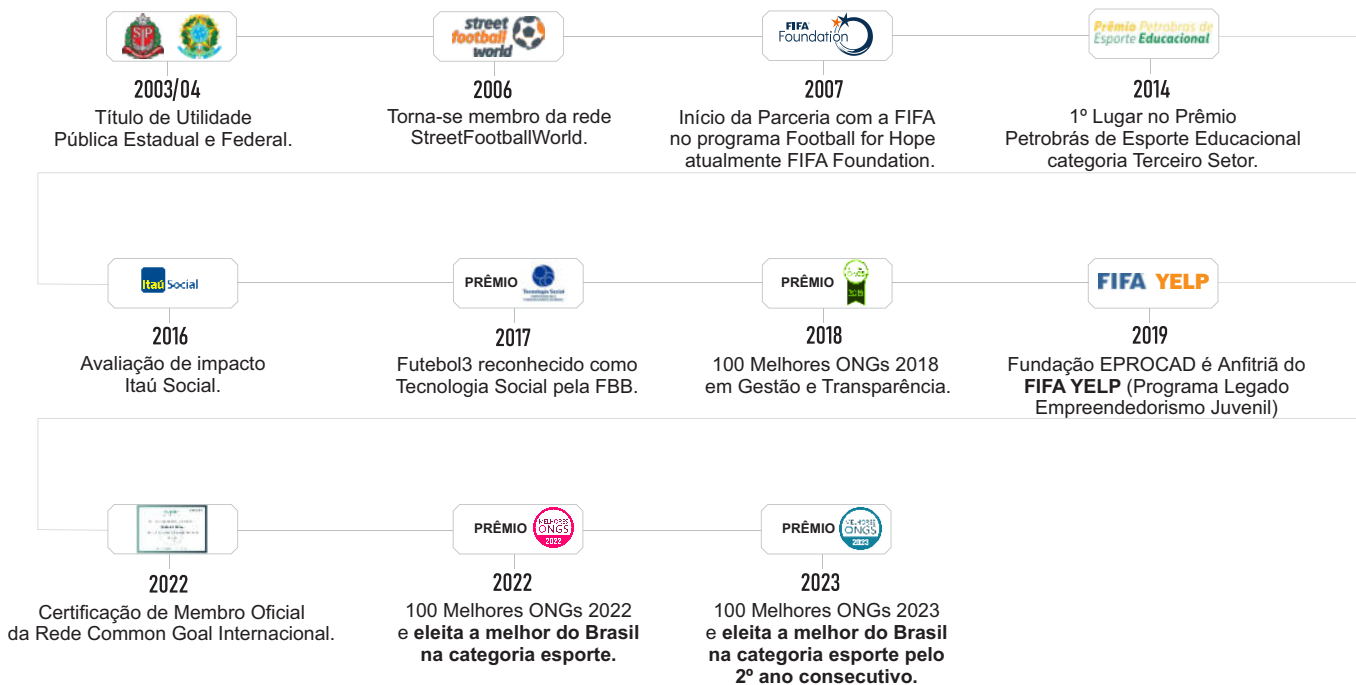 SP
street
football
world
FIFA
Foundation
Prêmio Petrobras de
Esporte Educacional
2003/04
Título de Utilidade
Pública Estadual e Federal.
2006
Torna-se membro da rede
StreetFootballWorld.
2007
Início da Parceria com a FIFA
no programa Football for Hope
atualmente FIFA Foundation.
2014
1º Lugar no Prêmio
Petrobrás de Esporte Educacional
categoria Terceiro Setor.
Itaú Social
PRÊMIO
Tecnologia Social
PRÊMIO
FIFA YELP
2016
Avaliação de impacto
Itaú Social.
2017
Futebol3 reconhecido como
Tecnologia Social pela FBB.
2018
100 Melhores ONGs 2018
em Gestão e Transparência.
2019
Fundação EPROCAD é Anfitriã do
FIFA YELP (Programa Legado
Empreendedorismo Juvenil)
PRÊMIO
MELHORES
ONGS
2022
PRÊMIO
MELHORES
ONGS
2023
2022
Certificação de Membro Oficial
da Rede Common Goal Internacional.
2022
100 Melhores ONGs 2022
e eleita a melhor do Brasil
na categoria esporte.
2023
100 Melhores ONGs 2023
e eleita a melhor do Brasil
na categoria esporte pelo
2º ano consecutivo.